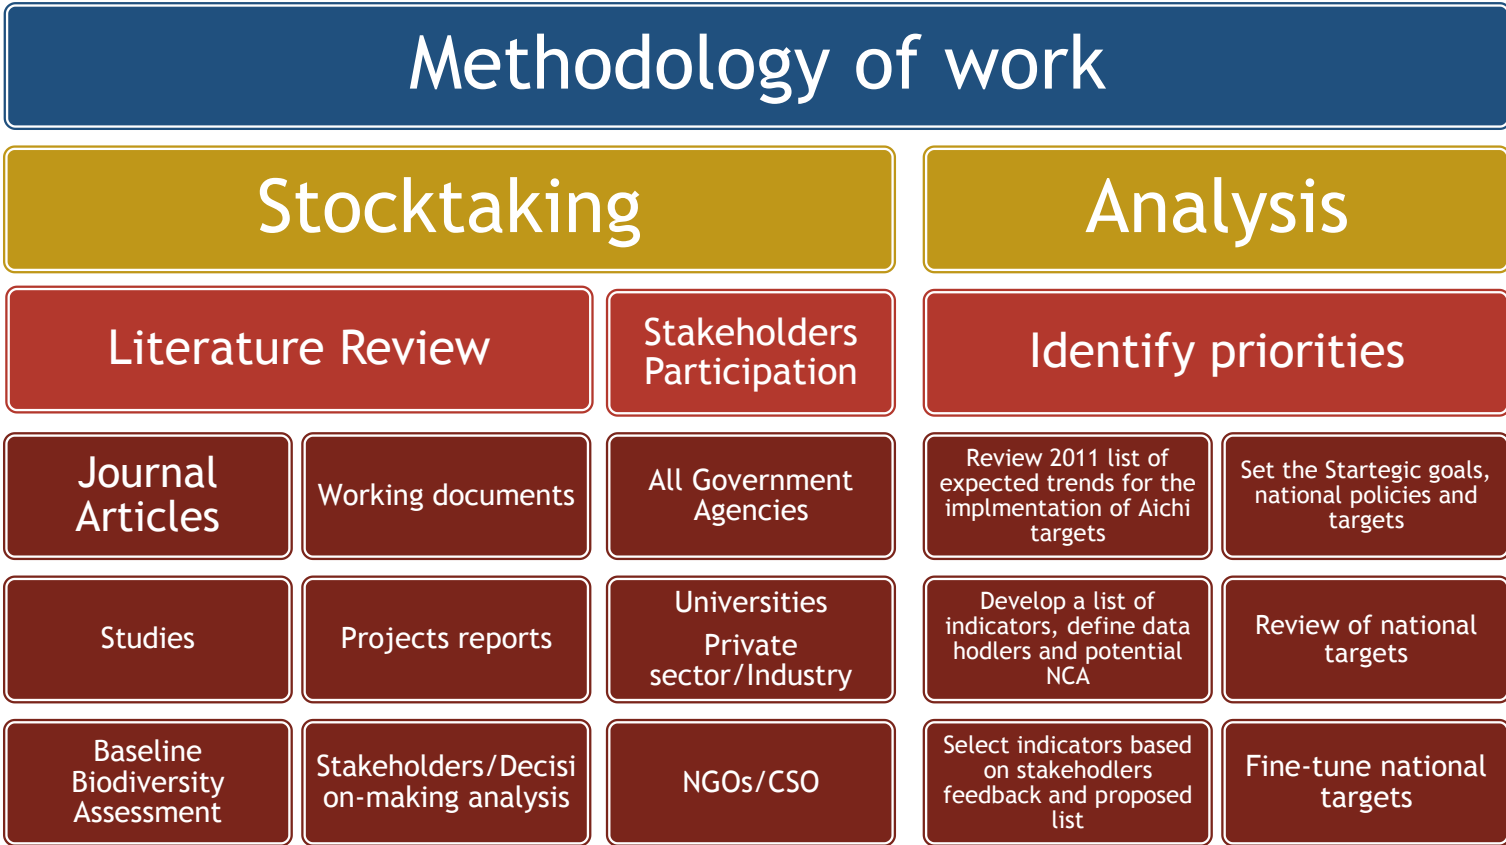 Methodology of work
Stocktaking
Analysis
Literature Review
Stakeholders
Participation
Identify priorities
Journal
Articles
Working documents
All Government
Agencies
Review 2011 list of
expected trends for the
implmentation of Aichi
targets
Set the Startegic goals,
national policies and
targets
Studies
Projects reports
Universities
Private
sector/Industry
Develop a list of
indicators, define data
hodlers and potential
NCA
Review of national
targets
Baseline
Biodiversity
Assessment
Stakeholders/Decisi
on-making analysis
NGOs/CSO
Select indicators based
on stakehodlers
feedback and proposed
list
Fine-tune national
targets